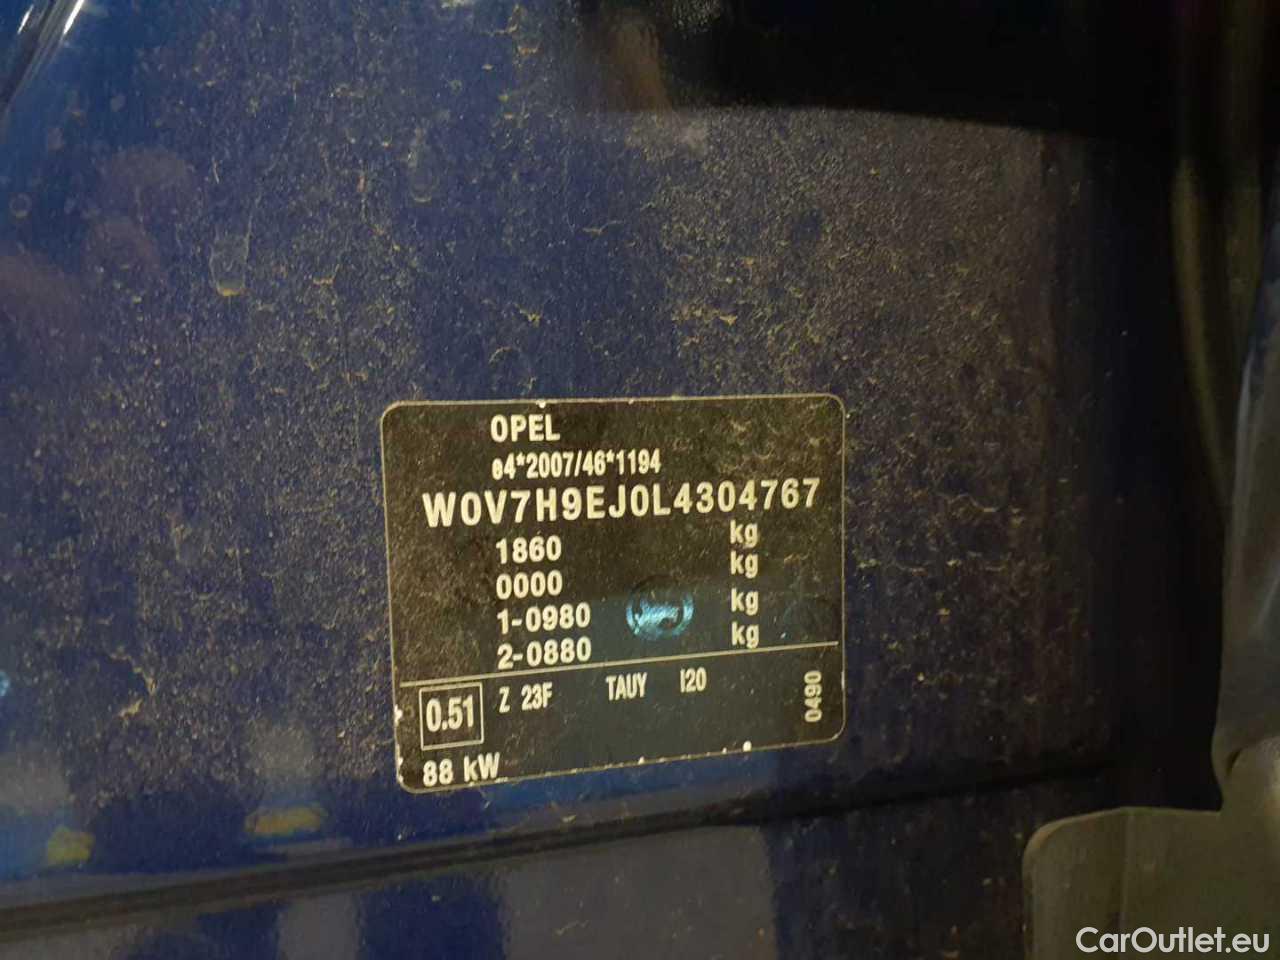 OPEL
e4*2007/46*1194
W0V7H9EJ0L4304767
1860 kg
0000 kg
1-0980 kg
2-0880 kg
0.51 Z 23F TAUY I20 0490
88 kW
CarOutlet.eu